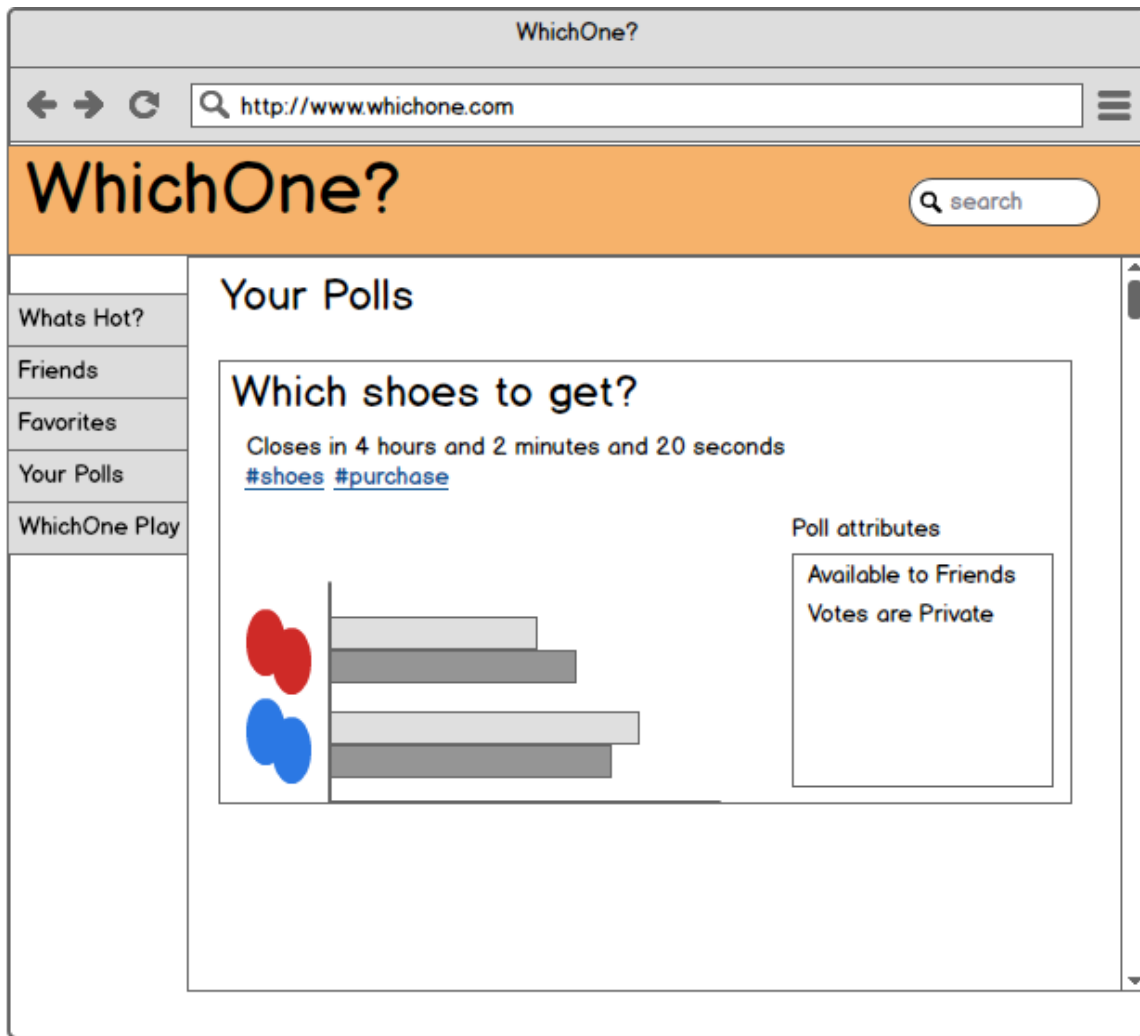 WhichOne?
http://www.whichone.com
WhichOne?
search
Whats Hot?
Friends
Favorites
Your Polls
WhichOne Play
Your Polls
Which shoes to get?
Closes in 4 hours and 2 minutes and 20 seconds
#shoes #purchase
Poll attributes
Available to Friends
Votes are Private